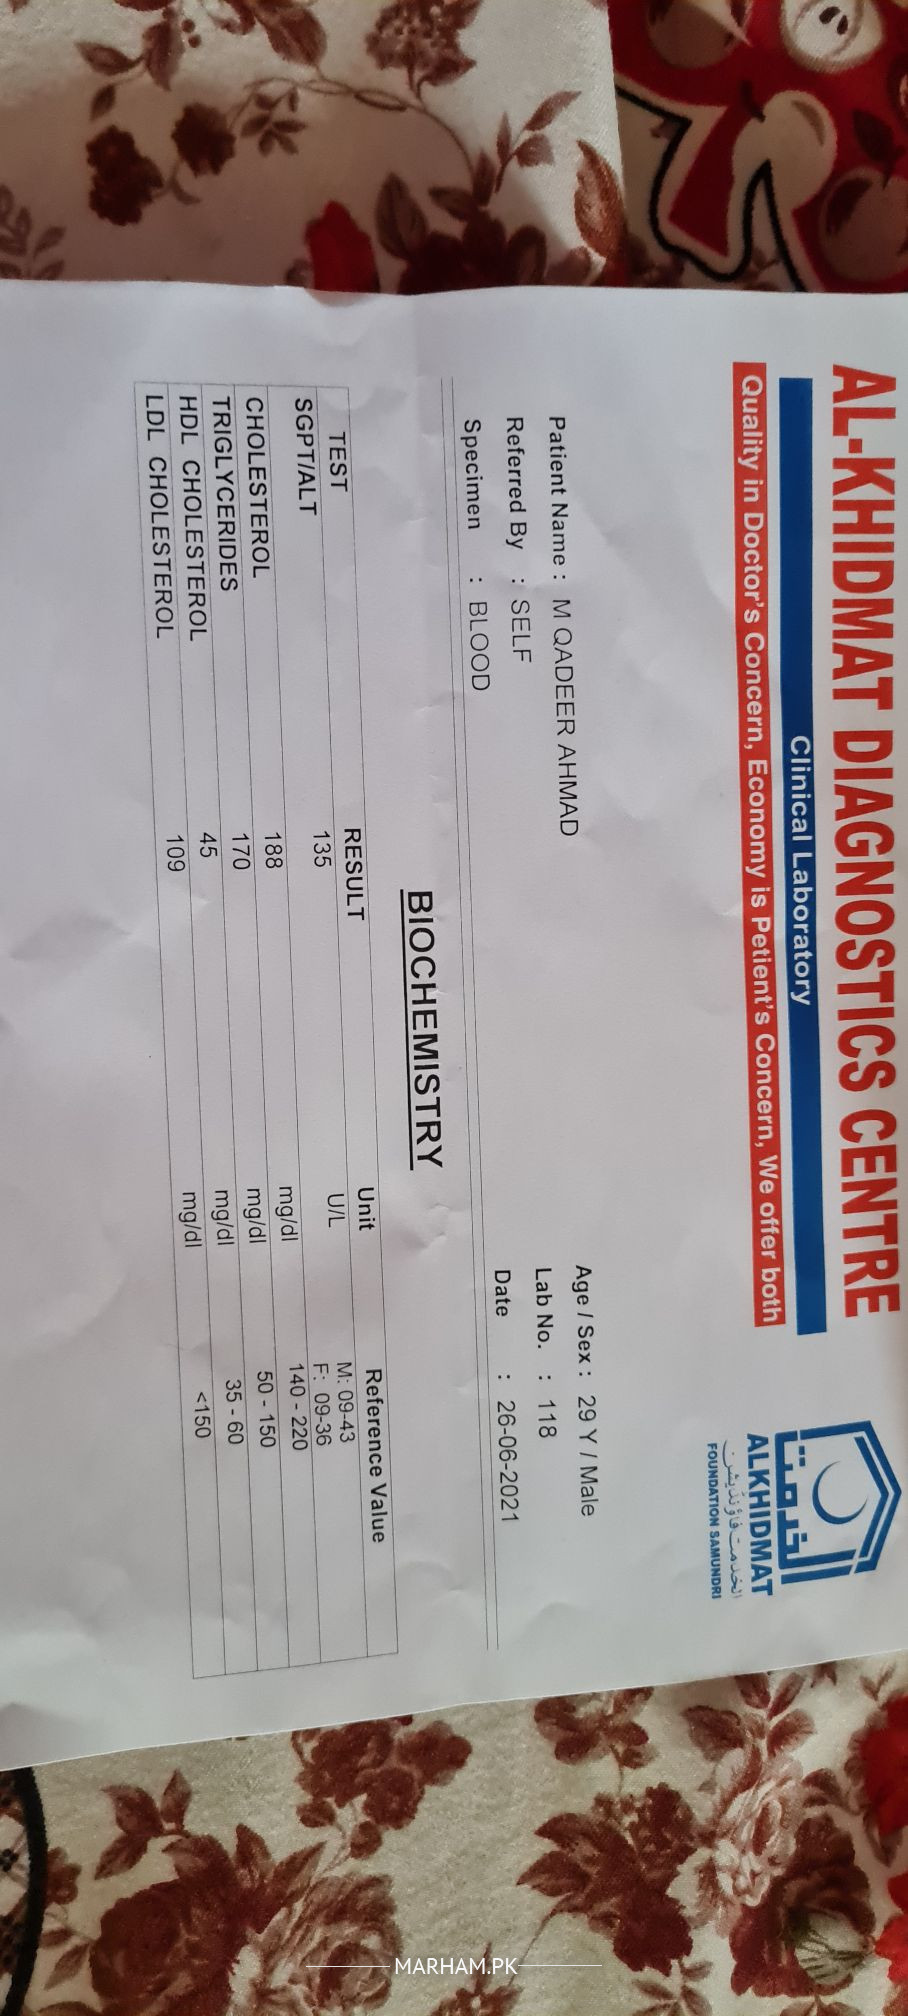 AL-KHIDMAT DIAGNOSTICS CENTRE
Clinical Laboratory
Quality in Doctor's Concern, Economy is Petient's Concern, We offer both
الخدمت
ALKHIDMAT
الخدمت فاؤنڈیشن
FOUNDATION SAMUNDRI
Patient Name : M QADEER AHMAD Age / Sex : 29 Y / Male
Referred By : SELF Lab No. : 118
Specimen : BLOOD Date : 26-06-2021
BIOCHEMISTRY
TEST RESULT Unit Reference Value
SGPT/ALT 135 U/L M: 09-43
F: 09-36
CHOLESTEROL 188 mg/dl 140 - 220
TRIGLYCERIDES 170 mg/dl 50 - 150
HDL CHOLESTEROL 45 mg/dl 35 - 60
LDL CHOLESTEROL 109 mg/dl <150
MARHAM.PK